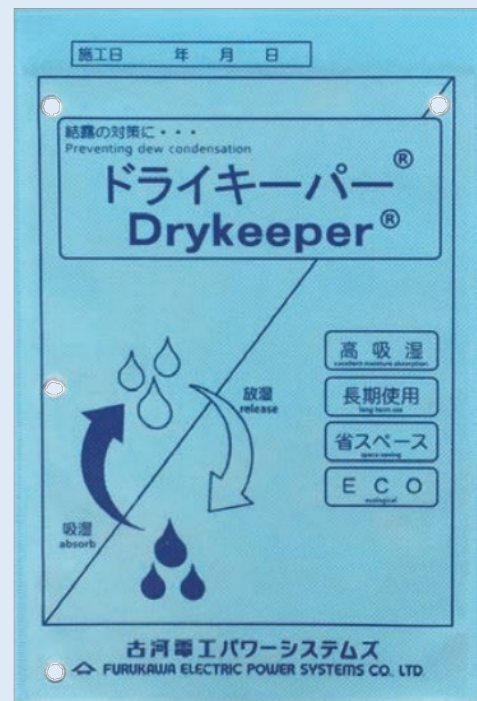 施工日 年 月 日
結露の対策に・・・
Preventing dew condensation
ドライキーパー®
Drykeeper®
高吸湿
excellent moisture absorption
長期使用
long term use
省スペース
space saving
ECO
ecological
放湿
release
吸湿
absorb
古河電工パワーシステムズ
FURUKAWA ELECTRIC POWER SYSTEMS CO., LTD.